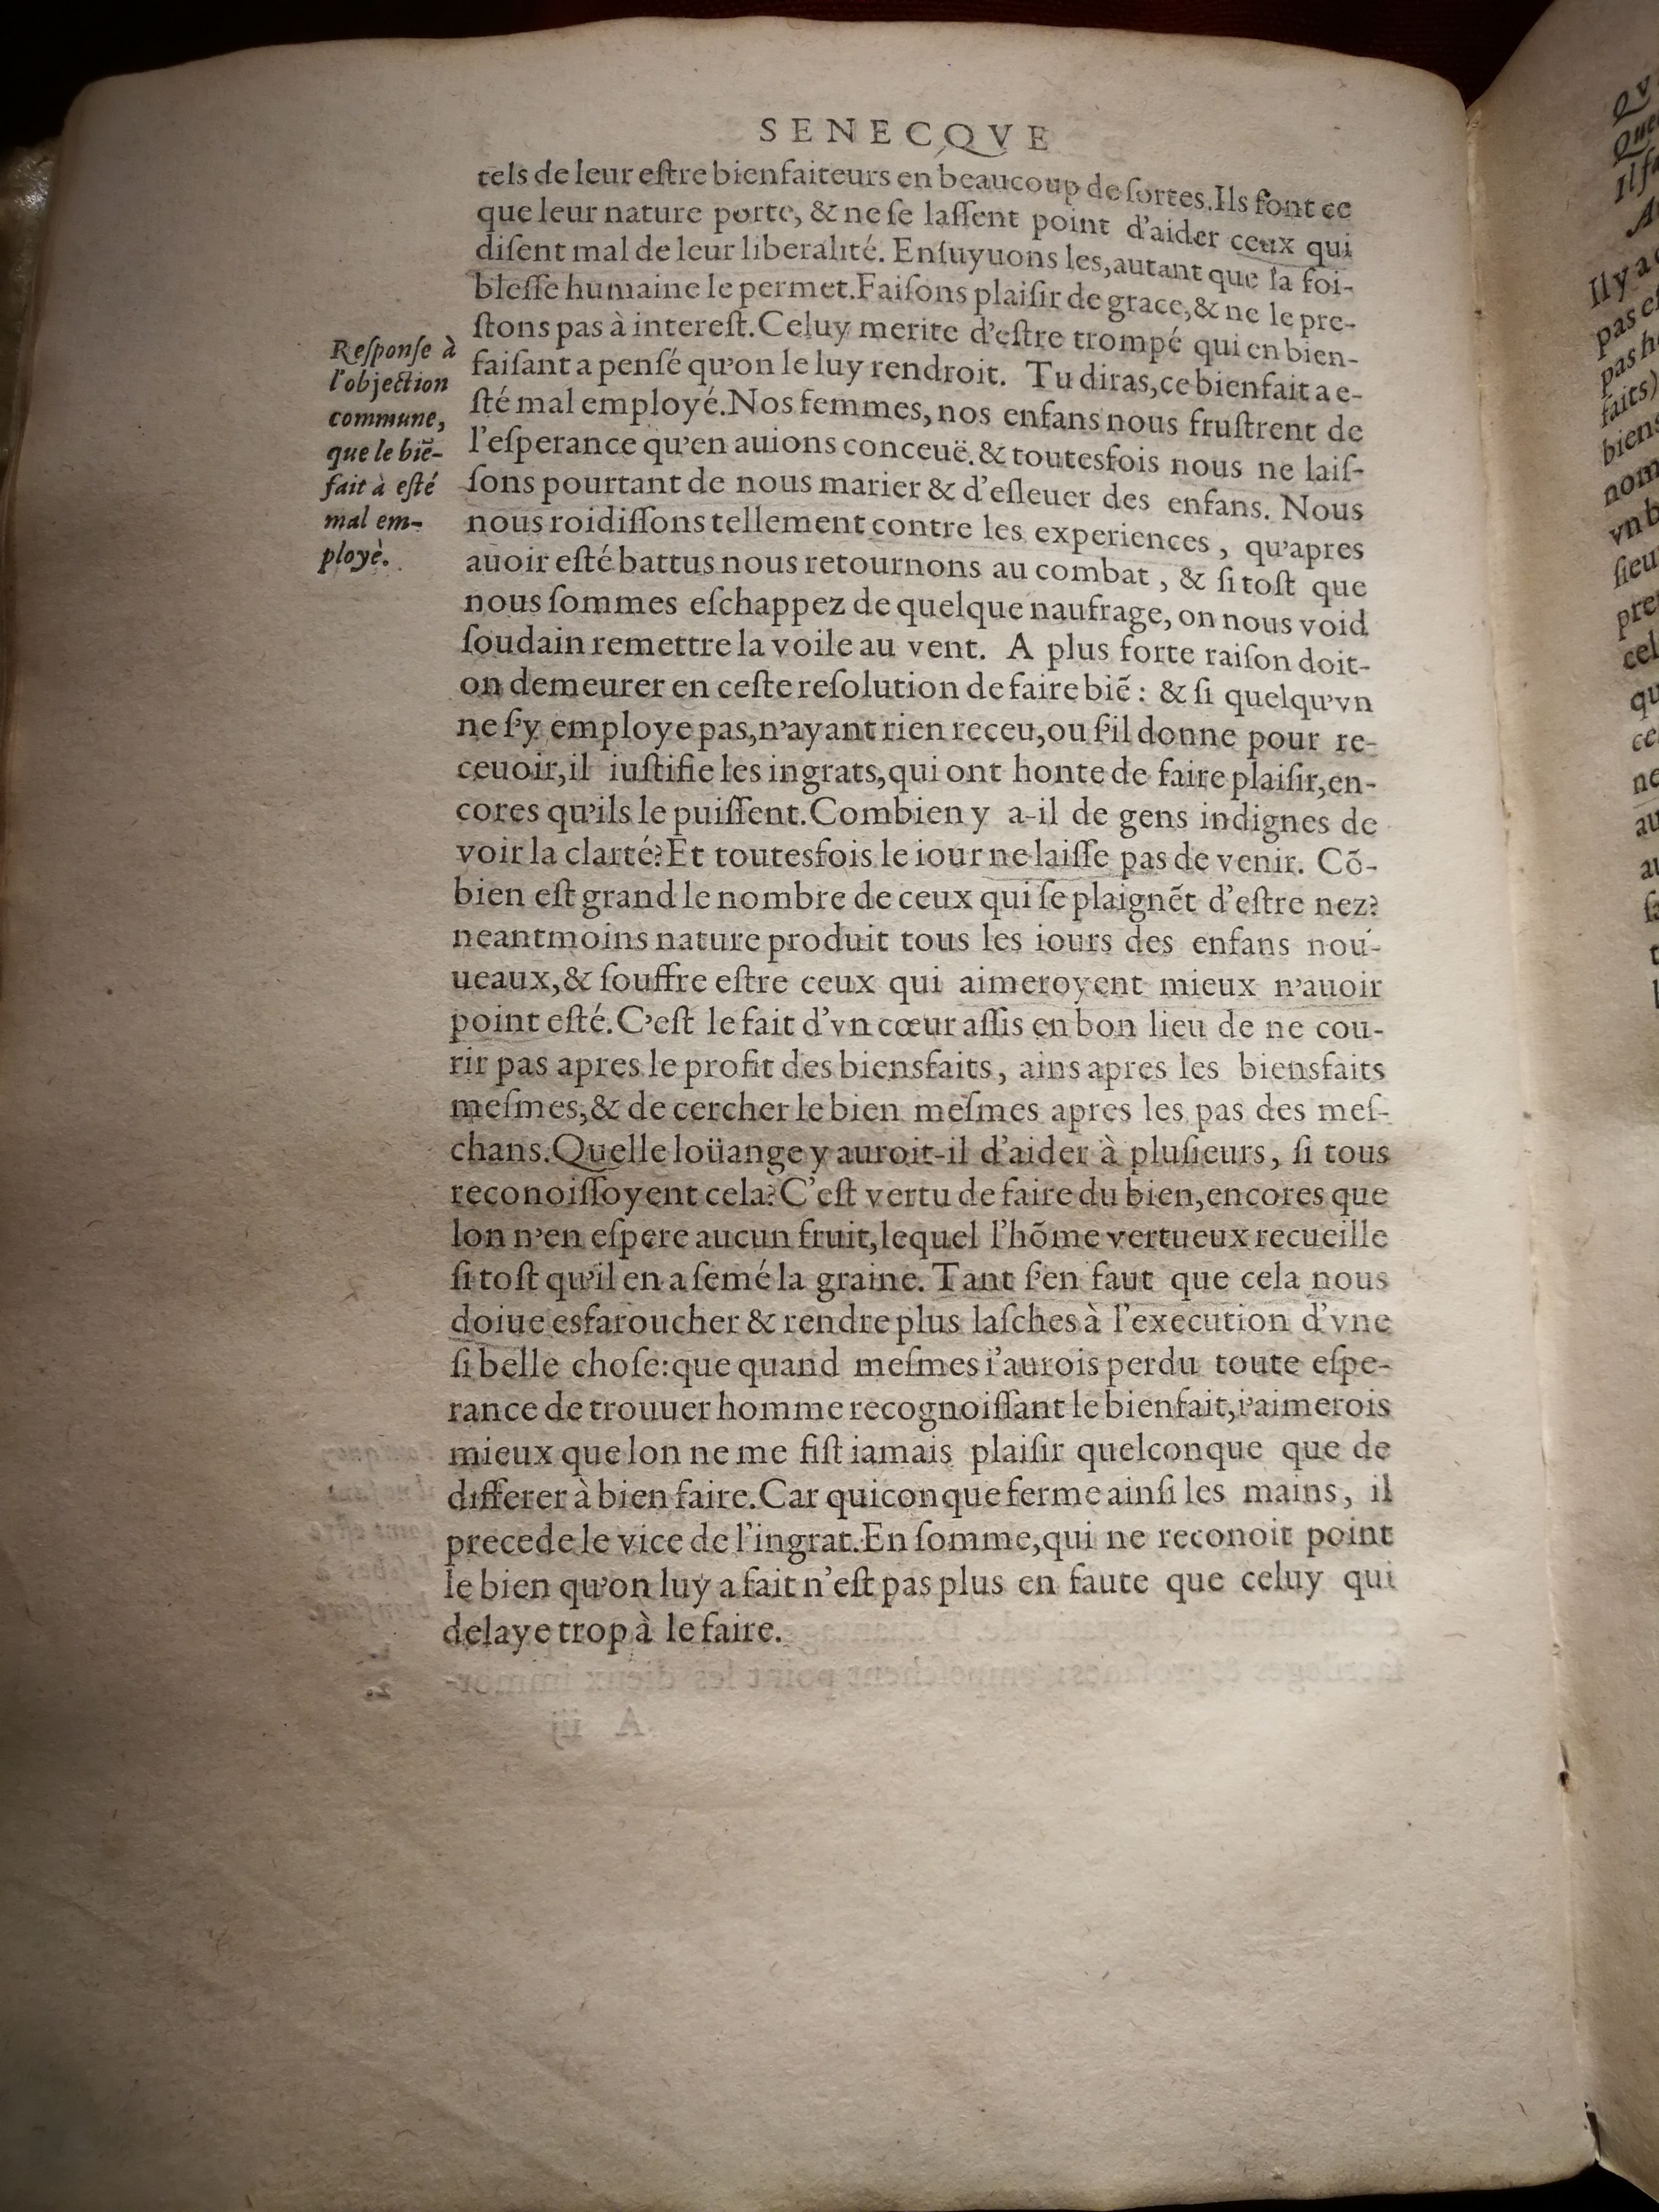 SENECQVE
tels de leur eſtre bienfaiteurs en beaucoup de ſortes. Ils font ce
que leur nature porte, & ne ſe laſſent point d'aider ceux qui
diſent mal de leur liberalité. Enſuyuons les, autant que la foi-
bleſſe humaine le permet. Faiſons plaiſir de grace, & ne le pre-
ſtons pas à intereſt. Celuy merite d'eſtre trompé qui en bien-
faiſant a penſé qu'on le luy rendroit. Tu diras, ce bienfait a e-
ſté mal employé. Nos femmes, nos enfans nous fruſtrent de
l'eſperance qu'en auions conceuë. & toutesfois nous ne laiſ-
ſons pourtant de nous marier & d'eſleuer des enfans. Nous
nous roidiſſons tellement contre les experiences, qu'apres
auoir eſté battus nous retournons au combat, & ſi toſt que
nous ſommes eſchappez de quelque naufrage, on nous void
ſoudain remettre la voile au vent. A plus forte raiſon doit-
on demeurer en ceſte reſolution de faire biẽ : & ſi quelqu'vn
ne ſ'y employe pas, n'ayant rien receu, ou ſ'il donne pour re-
ceuoir, il iuſtifie les ingrats, qui ont honte de faire plaiſir, en-
cores qu'ils le puiſſent. Combien y a-il de gens indignes de
voir la clarté? Et toutesfois le iour ne laiſſe pas de venir. Cõ-
bien eſt grand le nombre de ceux qui ſe plaignẽt d'eſtre nez?
neantmoins nature produit tous les iours des enfans nou-
ueaux, & ſouffre eſtre ceux qui aimeroyent mieux n'auoir
point eſté. C'eſt le fait d'vn cœur aſſis en bon lieu de ne cou-
rir pas apres le profit des biensfaits, ains apres les biensfaits
meſmes, & de cercher le bien meſmes apres les pas des meſ-
chans. Quelle loüange y auroit-il d'aider à pluſieurs, ſi tous
reconoiſſoyent cela? C'eſt vertu de faire du bien, encores que
lon n'en eſpere aucun fruit, lequel l'hõme vertueux recueille
ſi toſt qu'il en a ſemé la graine. Tant ſ'en faut que cela nous
doiue esfaroucher & rendre plus laſches à l'execution d'vne
ſi belle choſe: que quand meſmes i'aurois perdu toute eſpe-
rance de trouuer homme recognoiſſant le bienfait, i'aimerois
mieux que lon ne me fiſt iamais plaiſir quelconque que de
differer à bien faire. Car quiconque ferme ainſi les mains, il
precede le vice de l'ingrat. En ſomme, qui ne reconoit point
le bien qu'on luy a fait n'eſt pas plus en faute que celuy qui
delaye trop à le faire.
Reſponſe à
l'objection
commune,
que le biẽ-
fait à eſté
mal em-
ployè.
Il y a
pas
faits)